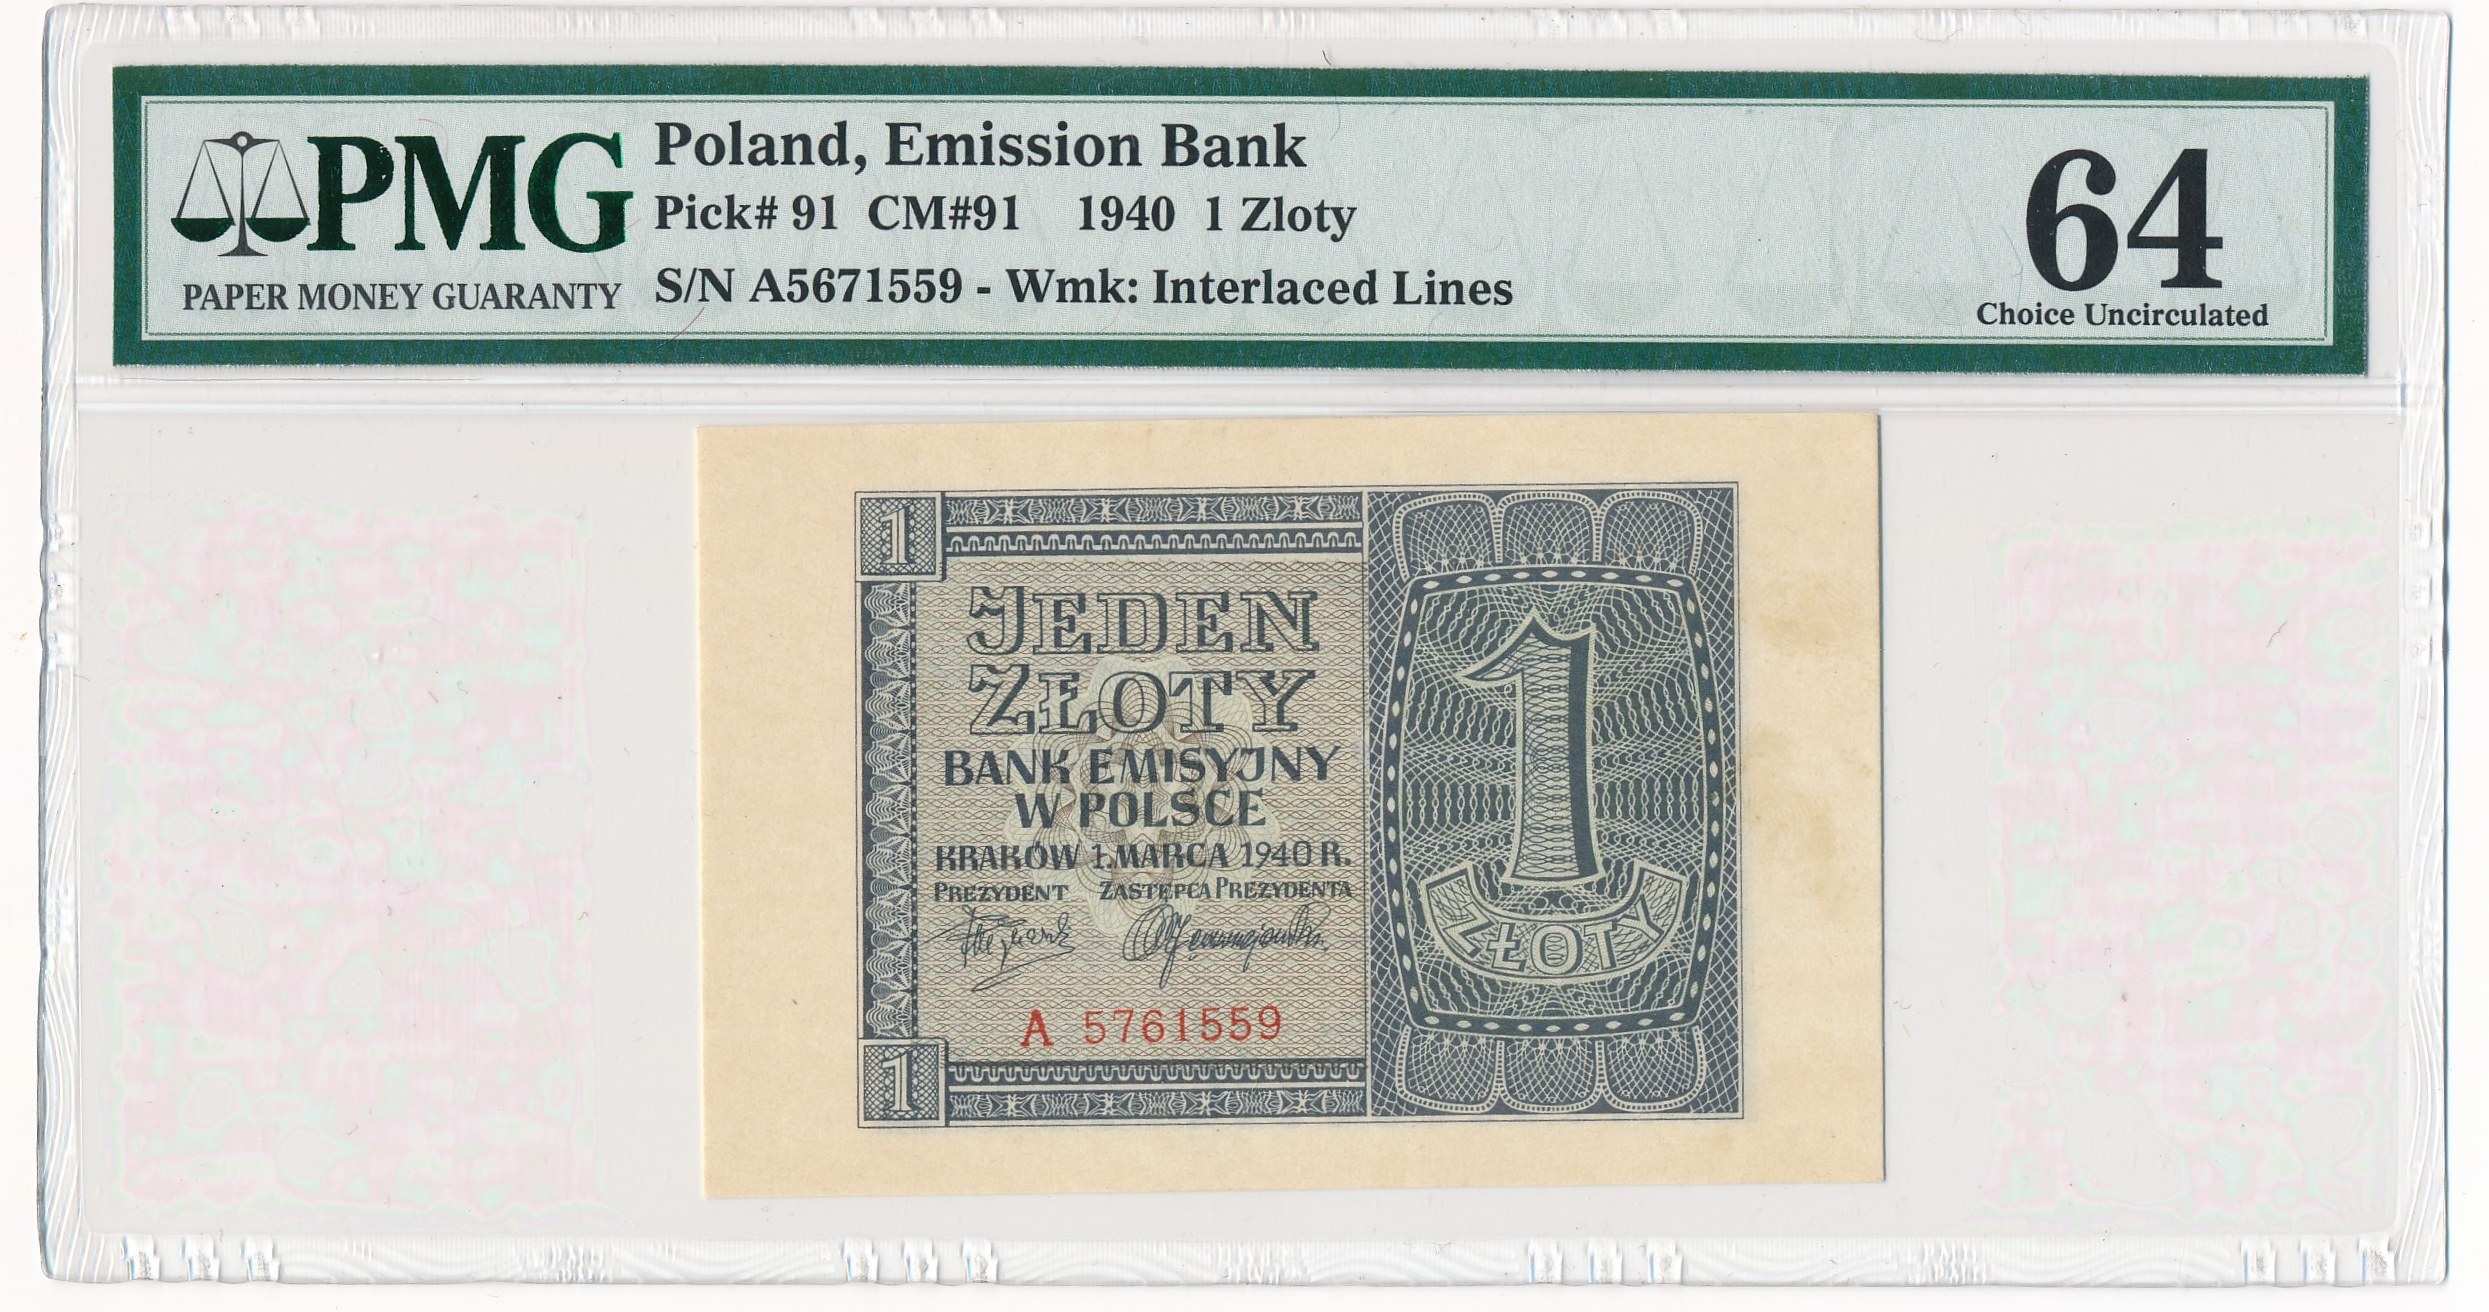 PMG
PAPER MONEY GUARANTY
Poland, Emission Bank
Pick# 91 CM#91 1940 1 Zloty
S/N A5671559 - Wmk: Interlaced Lines
64
Choice Uncirculated
1
JEDEN
ZŁOTY
BANK EMISYJNY
W POLSCE
KRAKÓW 1.MARCA 1940 R.
PREZYDENT ZASTĘPCA PREZYDENTA
A 5761559
1
1
ZŁOTY